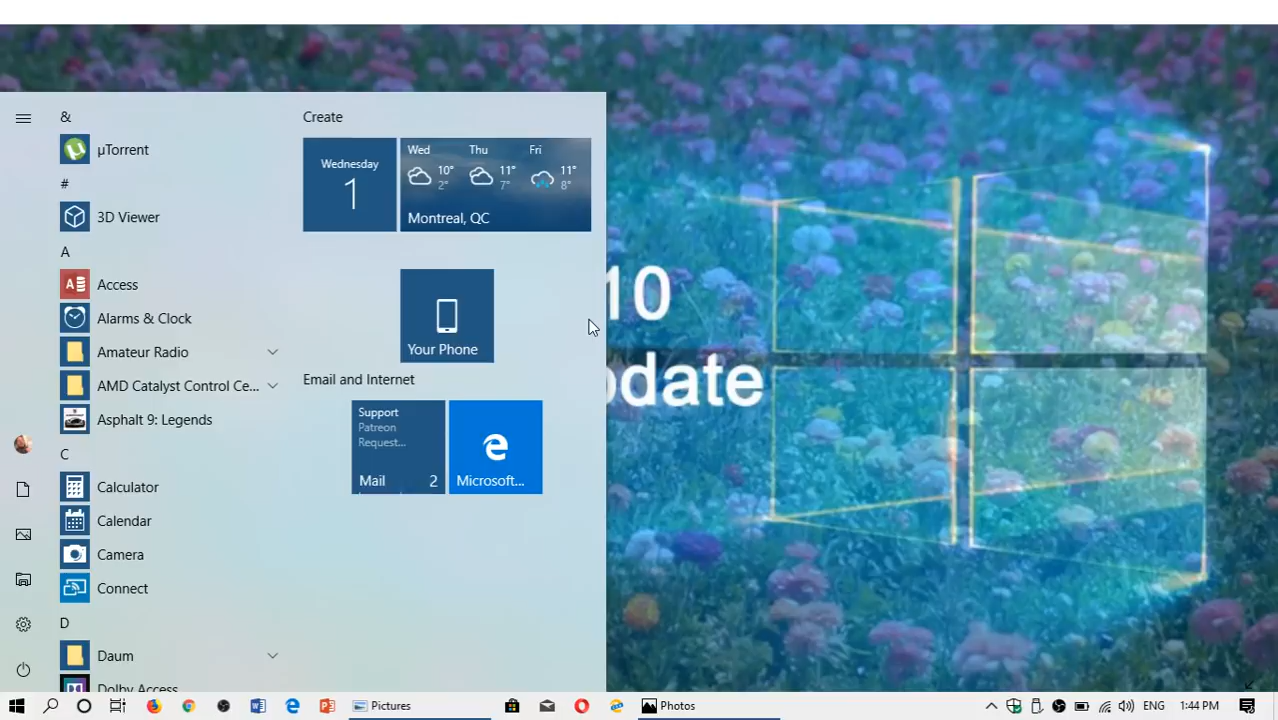 &
µTorrent
#
3D Viewer
A
Access
Alarms & Clock
Amateur Radio
AMD Catalyst Control Ce...
Asphalt 9: Legends
C
Calculator
Calendar
Camera
Connect
D
Daum
Dolby Access
Create
Wednesday
1
Wed Thu Fri
10° 11° 11°
2° 7° 8°
Montreal, QC
Your Phone
Email and Internet
Support
Patreon
Request...
Mail 2
Microsoft...
10
pdate
Pictures
Photos
ENG
1:44 PM